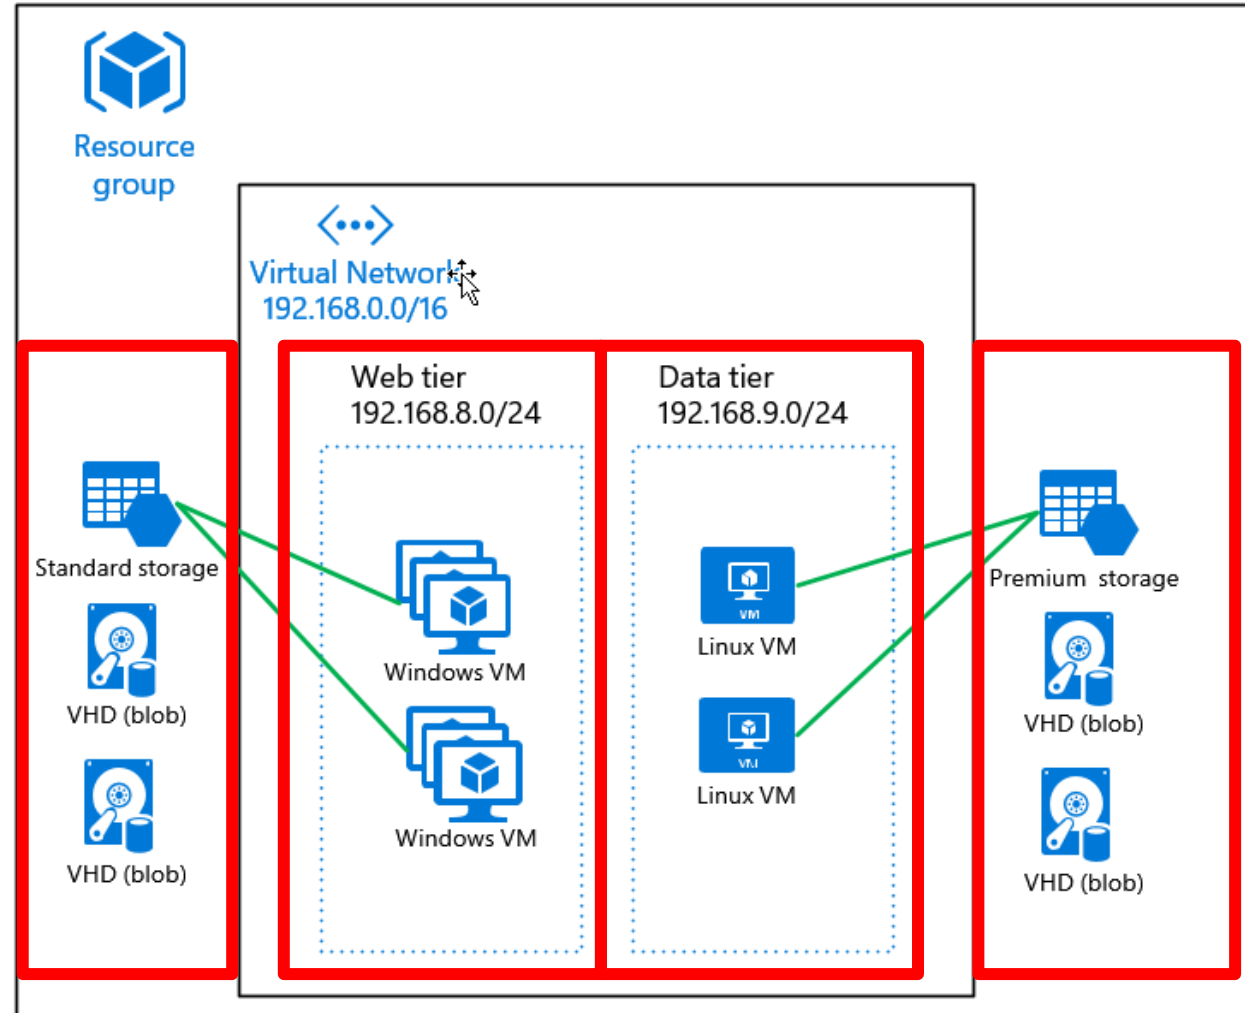 Resource
group
Virtual Network
192.168.0.0/16
Web tier
192.168.8.0/24
Data tier
192.168.9.0/24
Standard storage
VHD (blob)
VHD (blob)
Windows VM
Windows VM
VM
Linux VM
VM
Linux VM
Premium storage
VHD (blob)
VHD (blob)